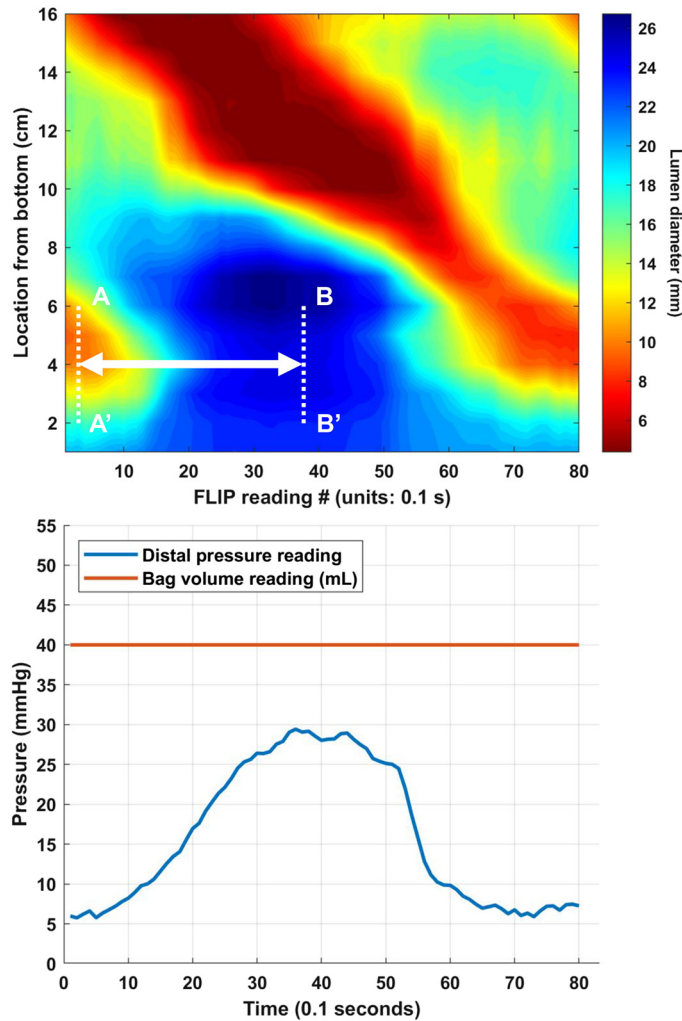 16
14
12
10
8
6
4
2
Location from bottom (cm)
A
B
A’
B’
10 20 30 40 50 60 70 80
FLIP reading # (units: 0.1 s)
26
24
22
20
18
16
14
12
10
8
6
Lumen diameter (mm)
55
50
45
40
35
30
25
20
15
10
5
0
Pressure (mmHg)
Distal pressure reading
Bag volume reading (mL)
0 10 20 30 40 50 60 70 80
Time (0.1 seconds)